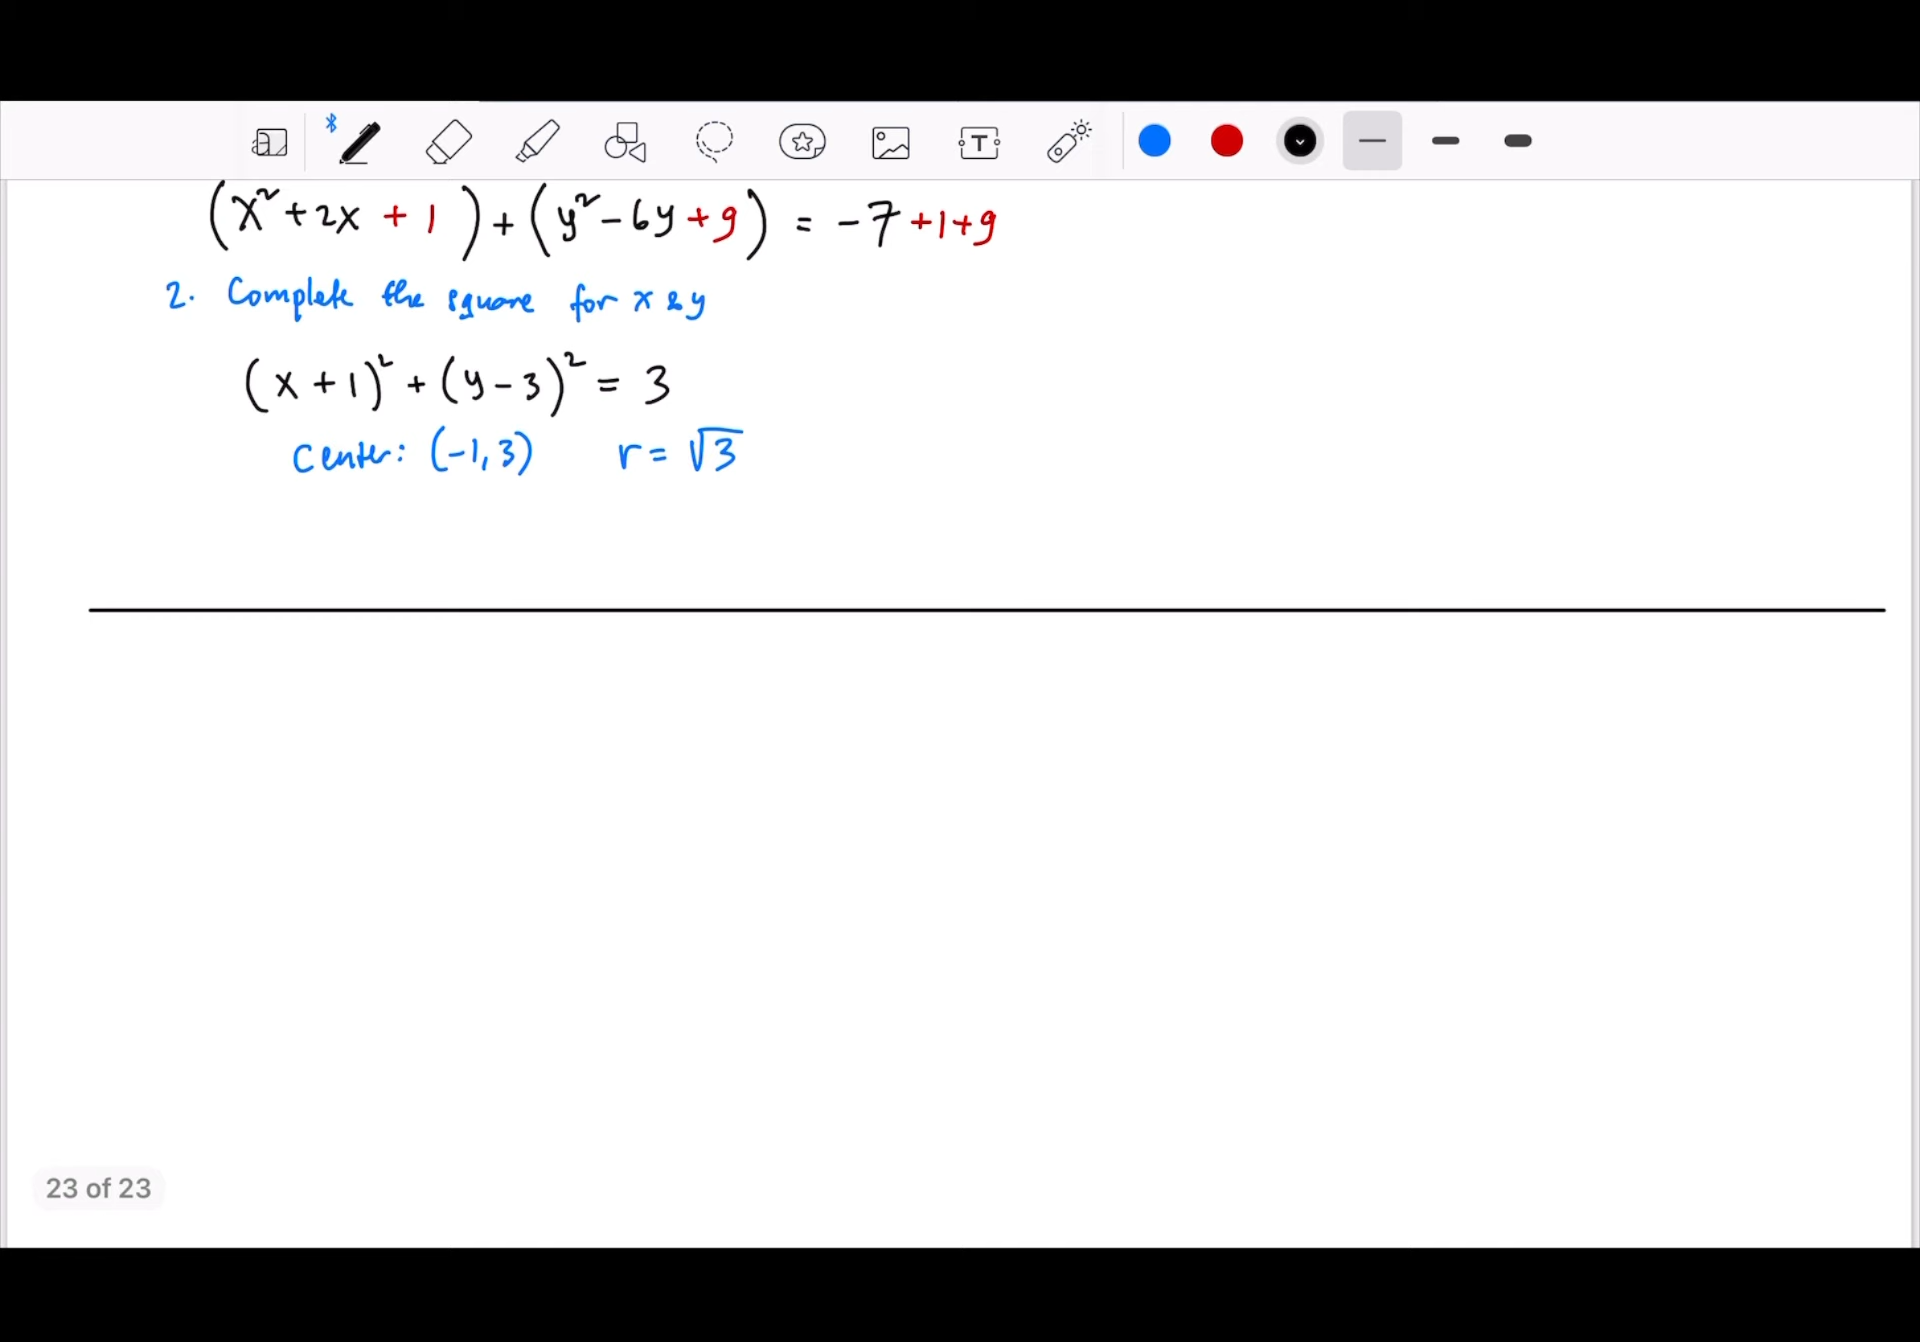 (x² + 2x + 1) + (y² - 6y + 9) = -7 + 1 + 9
2. Complete the square for x & y
(x + 1)² + (y - 3)² = 3
Center: (-1, 3) r = √3
23 of 23